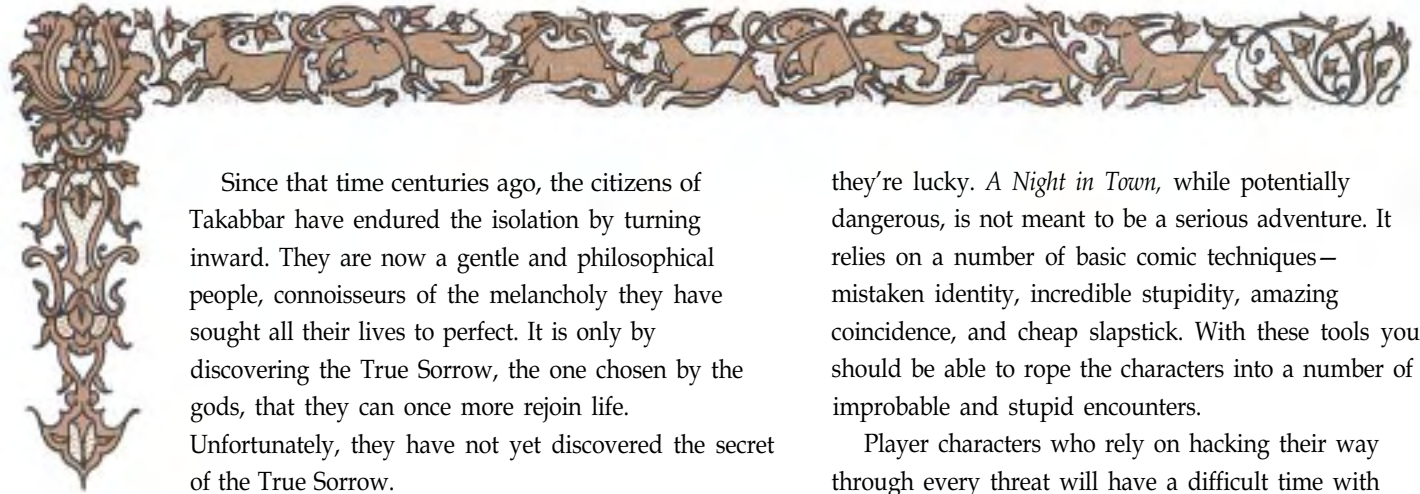 Since that time centuries ago, the citizens of
Takabbar have endured the isolation by turning
inward. They are now a gentle and philosophical
people, connoisseurs of the melancholy they have
sought all their lives to perfect. It is only by
discovering the True Sorrow, the one chosen by the
gods, that they can once more rejoin life.
Unfortunately, they have not yet discovered the secret
of the True Sorrow.
they're lucky. A Night in Town, while potentially
dangerous, is not meant to be a serious adventure. It
relies on a number of basic comic techniques—
mistaken identity, incredible stupidity, amazing
coincidence, and cheap slapstick. With these tools you
should be able to rope the characters into a number of
improbable and stupid encounters.
Player characters who rely on hacking their way
through every threat will have a difficult time with